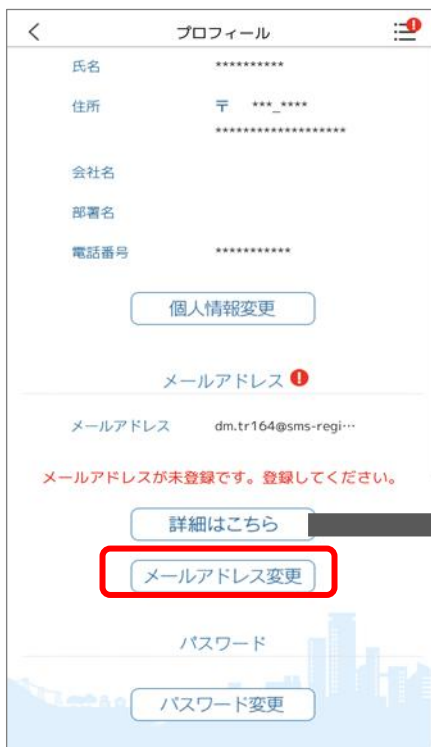 プロフィール
氏名 **********
住所 〒 ***_****
*******************
会社名
部署名
電話番号 ***********
個人情報変更
メールアドレス
メールアドレス dm.tr164@sms-regi…
メールアドレスが未登録です。登録してください。
詳細はこちら
メールアドレス変更
パスワード
パスワード変更